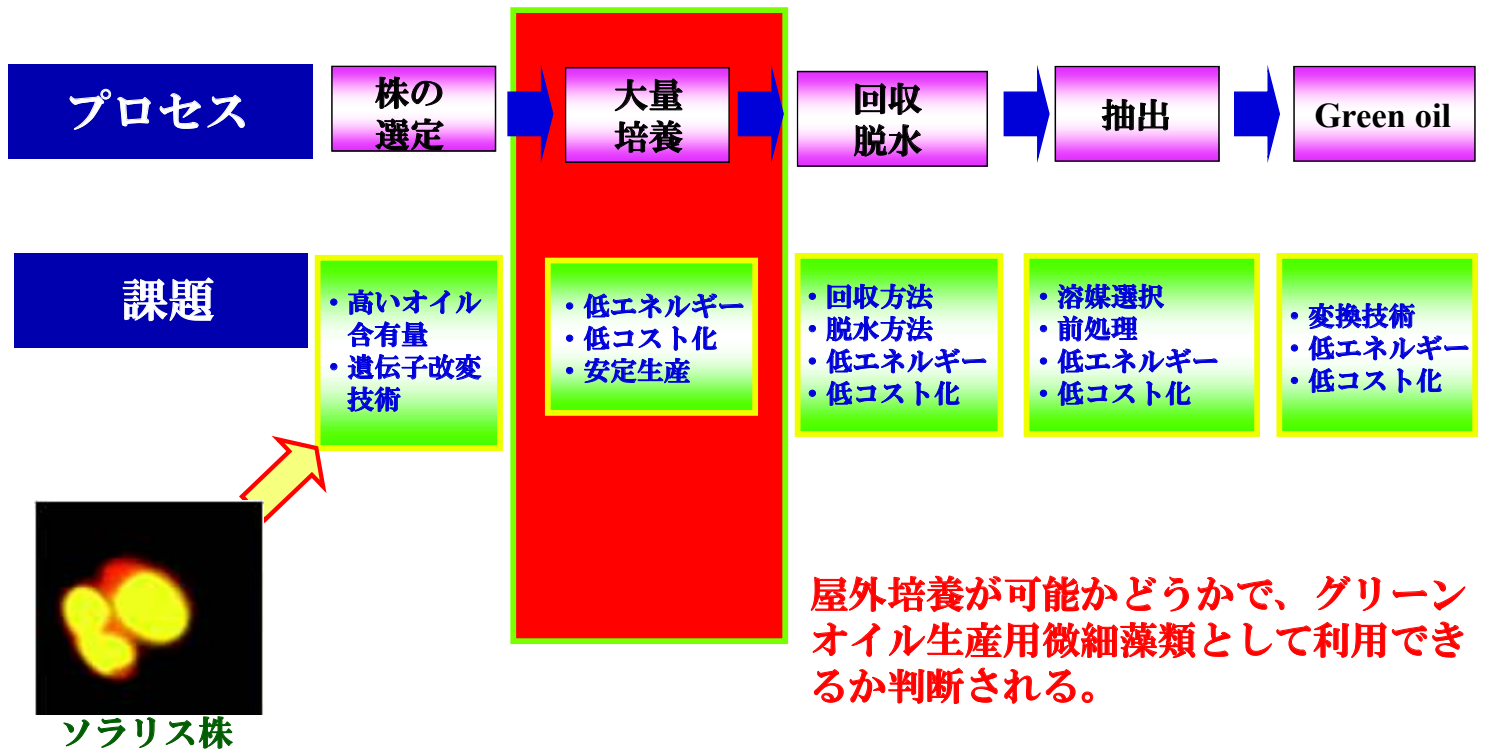 プロセス
株の
選定
大量
培養
回収
脱水
抽出
Green oil
課題
・高いオイル
含有量
・遺伝子改変
技術
・低エネルギー
・低コスト化
・安定生産
・回収方法
・脱水方法
・低エネルギー
・低コスト化
・溶媒選択
・前処理
・低エネルギー
・低コスト化
・変換技術
・低エネルギー
・低コスト化
屋外培養が可能かどうかで、グリーン
オイル生産用微細藻類として利用でき
るか判断される。
ソラリス株